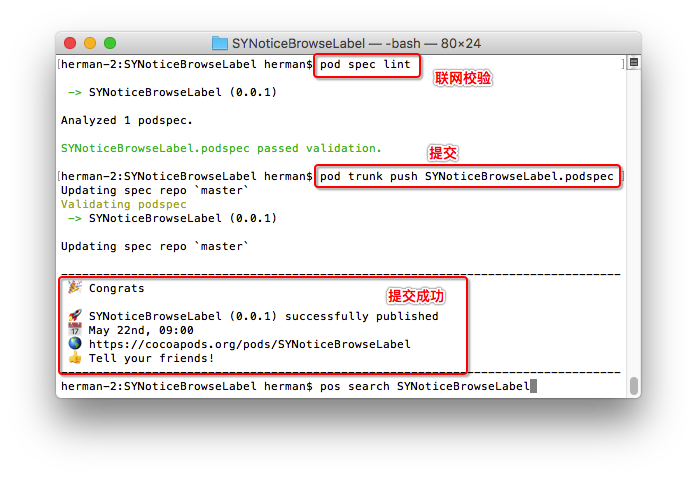 SYNoticeBrowseLabel — -bash — 80×24
[herman-2:SYNoticeBrowseLabel herman$ pod spec lint ]
联网校验
-> SYNoticeBrowseLabel (0.0.1)
Analyzed 1 podspec.
SYNoticeBrowseLabel.podspec passed validation.
提交
[herman-2:SYNoticeBrowseLabel herman$ pod trunk push SYNoticeBrowseLabel.podspec ]
Updating spec repo `master`
Validating podspec
-> SYNoticeBrowseLabel (0.0.1)
Updating spec repo `master`
--------------------------------------------------------------------------------
🎉 Congrats
提交成功
🚀 SYNoticeBrowseLabel (0.0.1) successfully published
📅 May 22nd, 09:00
🌎 https://cocoapods.org/pods/SYNoticeBrowseLabel
👍 Tell your friends!
--------------------------------------------------------------------------------
herman-2:SYNoticeBrowseLabel herman$ pos search SYNoticeBrowseLabel